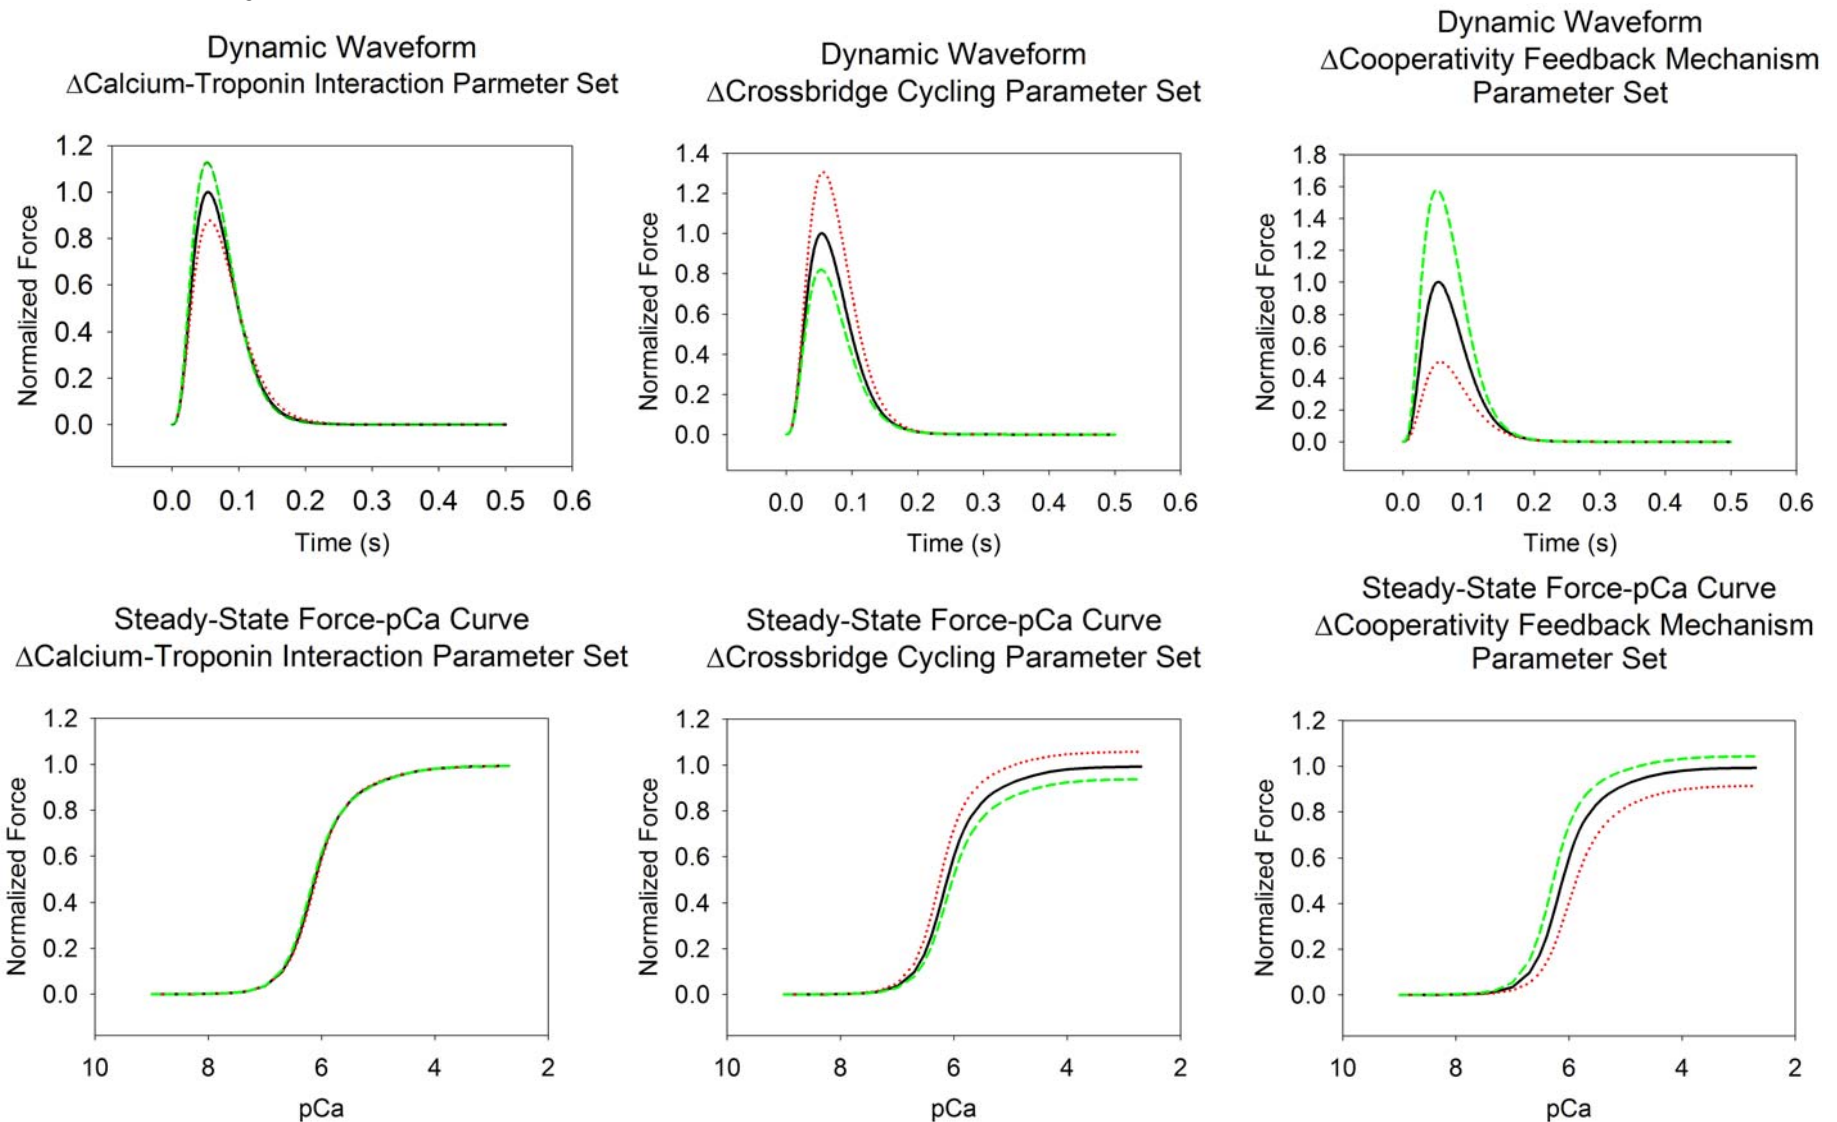 Dynamic Waveform
ΔCalcium-Troponin Interaction Parmeter Set
Normalized Force
1.2
1.0
0.8
0.6
0.4
0.2
0.0
0.0 0.1 0.2 0.3 0.4 0.5 0.6
Time (s)
Dynamic Waveform
ΔCrossbridge Cycling Parameter Set
Normalized Force
1.4
1.2
1.0
0.8
0.6
0.4
0.2
0.0
0.0 0.1 0.2 0.3 0.4 0.5 0.6
Time (s)
Dynamic Waveform
ΔCooperativity Feedback Mechanism
Parameter Set
Normalized Force
1.8
1.6
1.4
1.2
1.0
0.8
0.6
0.4
0.2
0.0
0.0 0.1 0.2 0.3 0.4 0.5 0.6
Time (s)
Steady-State Force-pCa Curve
ΔCalcium-Troponin Interaction Parameter Set
Normalized Force
1.2
1.0
0.8
0.6
0.4
0.2
0.0
10 8 6 4 2
pCa
Steady-State Force-pCa Curve
ΔCrossbridge Cycling Parameter Set
Normalized Force
1.2
1.0
0.8
0.6
0.4
0.2
0.0
10 8 6 4 2
pCa
Steady-State Force-pCa Curve
ΔCooperativity Feedback Mechanism
Parameter Set
Normalized Force
1.2
1.0
0.8
0.6
0.4
0.2
0.0
10 8 6 4 2
pCa